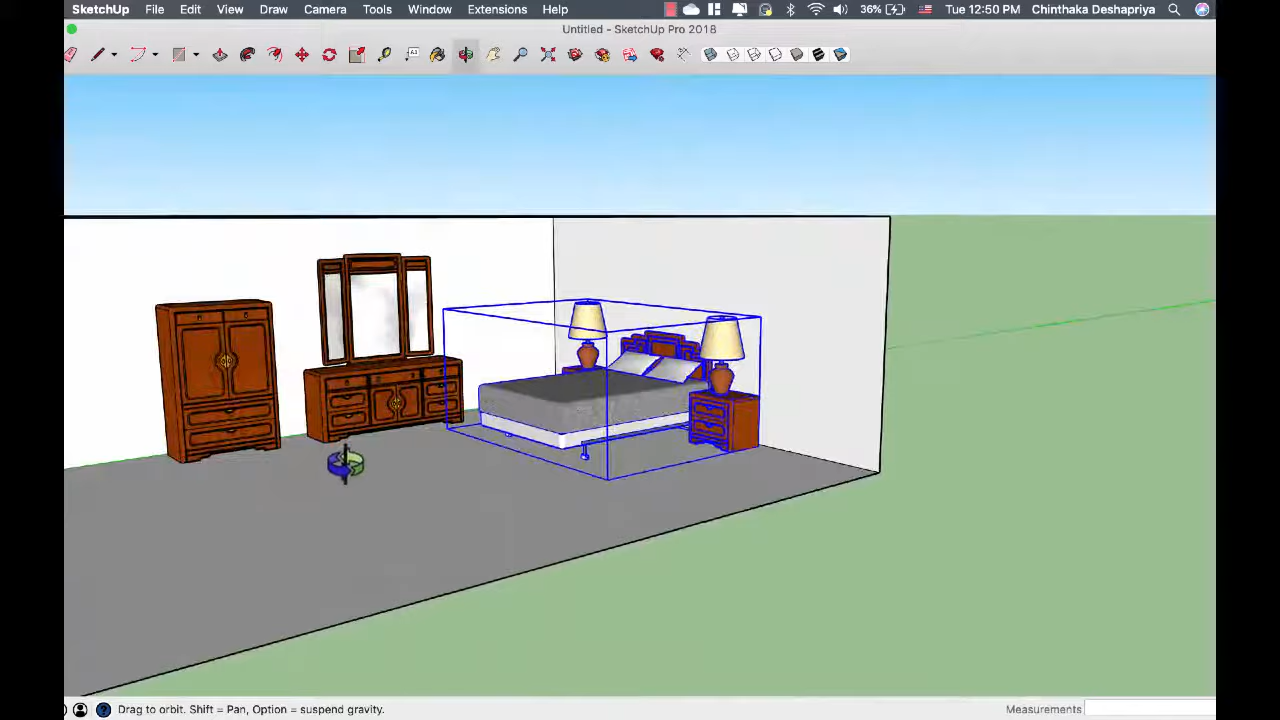 SketchUp File Edit View Draw Camera Tools Window Extensions Help 36% Tue 12:50 PM Chinthaka Deshapriya
Untitled - SketchUp Pro 2018
A1
Drag to orbit. Shift = Pan, Option = suspend gravity. Measurements